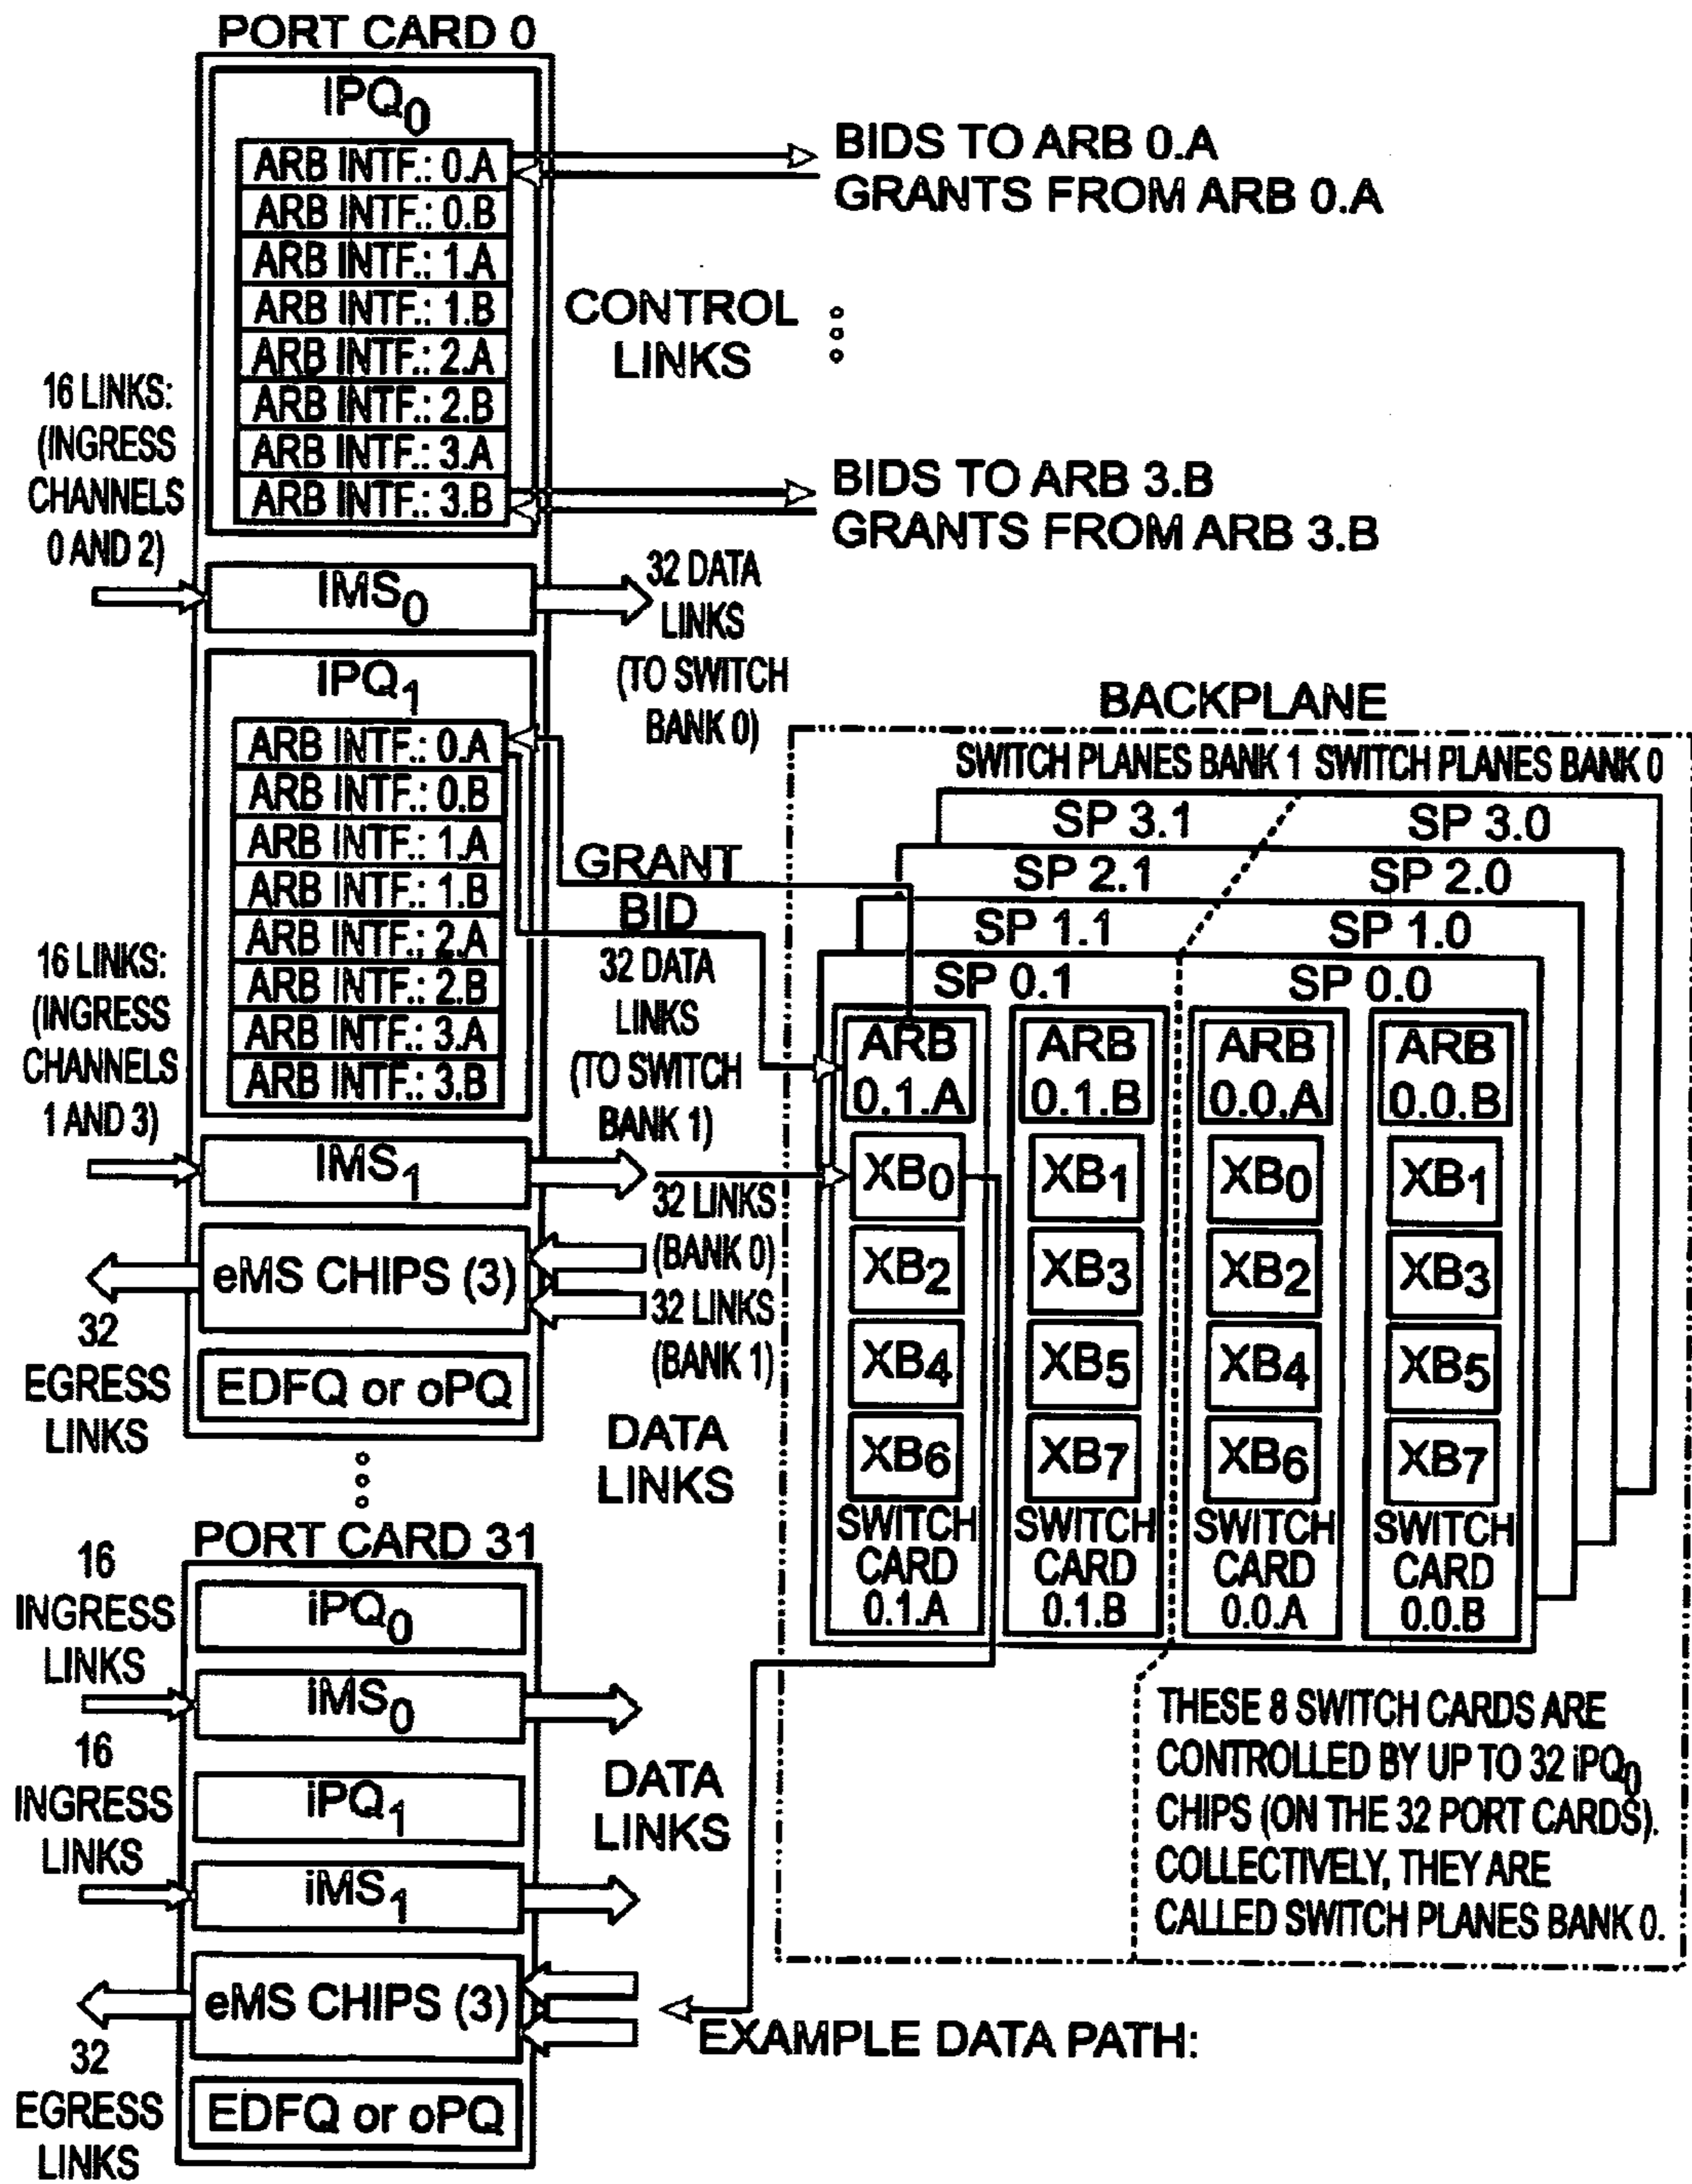 PORT CARD 0
IPQ0
ARB INTF.: 0.A
ARB INTF.: 0.B
ARB INTF.: 1.A
ARB INTF.: 1.B
ARB INTF.: 2.A
ARB INTF.: 2.B
ARB INTF.: 3.A
ARB INTF.: 3.B
BIDS TO ARB 0.A
GRANTS FROM ARB 0.A
CONTROL
LINKS
BIDS TO ARB 3.B
GRANTS FROM ARB 3.B
16 LINKS:
(INGRESS
CHANNELS
0 AND 2)
IMS0
32 DATA
LINKS
(TO SWITCH
BANK 0)
IPQ1
ARB INTF.: 0.A
ARB INTF.: 0.B
ARB INTF.: 1.A
ARB INTF.: 1.B
ARB INTF.: 2.A
ARB INTF.: 2.B
ARB INTF.: 3.A
ARB INTF.: 3.B
GRANT
BID
16 LINKS:
(INGRESS
CHANNELS
1 AND 3)
32 DATA
LINKS
(TO SWITCH
BANK 1)
IMS1
eMS CHIPS (3)
32 LINKS
(BANK 0)
32 LINKS
(BANK 1)
32
EGRESS
LINKS
EDFQ or oPQ
DATA
LINKS
BACKPLANE
SWITCH PLANES BANK 1 SWITCH PLANES BANK 0
SP 3.1 SP 3.0
SP 2.1 SP 2.0
SP 1.1 SP 1.0
SP 0.1 SP 0.0
ARB
0.1.A
XB0
XB2
XB4
XB6
SWITCH
CARD
0.1.A
ARB
0.1.B
XB1
XB3
XB5
XB7
SWITCH
CARD
0.1.B
ARB
0.0.A
XB0
XB2
XB4
XB6
SWITCH
CARD
0.0.A
ARB
0.0.B
XB1
XB3
XB5
XB7
SWITCH
CARD
0.0.B
THESE 8 SWITCH CARDS ARE
CONTROLLED BY UP TO 32 iPQ0
CHIPS (ON THE 32 PORT CARDS).
COLLECTIVELY, THEY ARE
CALLED SWITCH PLANES BANK 0.
PORT CARD 31
16
INGRESS
LINKS
iPQ0
iMS0
16
INGRESS
LINKS
iPQ1
iMS1
DATA
LINKS
eMS CHIPS (3)
32
EGRESS
LINKS
EDFQ or oPQ
EXAMPLE DATA PATH: